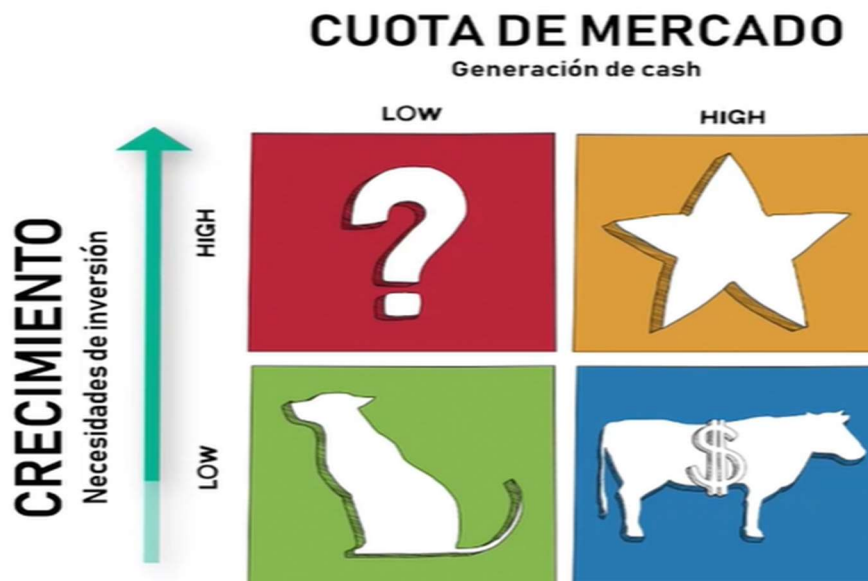 CUOTA DE MERCADO
Generación de cash
LOW
HIGH
CRECIMIENTO
Necesidades de inversión
HIGH
LOW
?
$